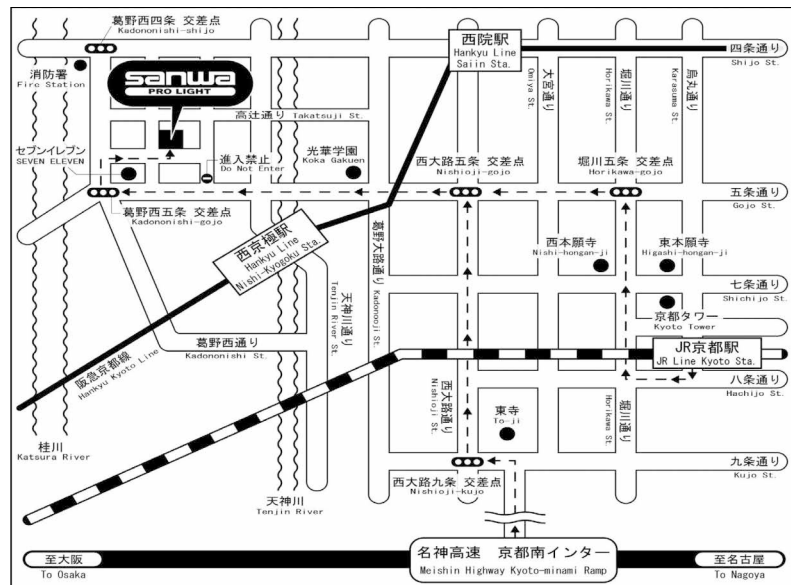 葛野西四条 交差点
Kadononishi-shijo
西院駅
Hankyu Line
Saiin Sta.
四条通り
Shijo St.
消防署
Fire Station
sanwa
PRO LIGHT
大宮通り
Omiya St.
堀川通り
Horikawa St.
烏丸通り
Karasuma St.
高辻通り Takatsuji St.
セブンイレブン
SEVEN ELEVEN
進入禁止
Do Not Enter
光華学園
Koka Gakuen
西大路五条 交差点
Nishioji-gojo
堀川五条 交差点
Horikawa-gojo
五条通り
Gojo St.
葛野西五条 交差点
Kadononishi-gojo
西京極駅
Hankyu Line
Nishi-Kyogoku Sta.
葛野大路通り
Kadonooji St.
西本願寺
Nishi-hongan-ji
東本願寺
Higashi-hongan-ji
七条通り
Shichijo St.
天神川通り
Tenjin River St.
京都タワー
Kyoto Tower
葛野西通り
Kadononishi St.
阪急京都線
Hankyu Kyoto Line
JR京都駅
JR Line Kyoto Sta.
八条通り
Hachijo St.
西大路通り
Nishioji St.
東寺
To-ji
堀川通り
Horikawa St.
桂川
Katsura River
九条通り
Kujo St.
西大路九条 交差点
Nishioji-kujo
天神川
Tenjin River
至大阪
To Osaka
名神高速 京都南インター
Meishin Highway Kyoto-minami Ramp
至名古屋
To Nagoya